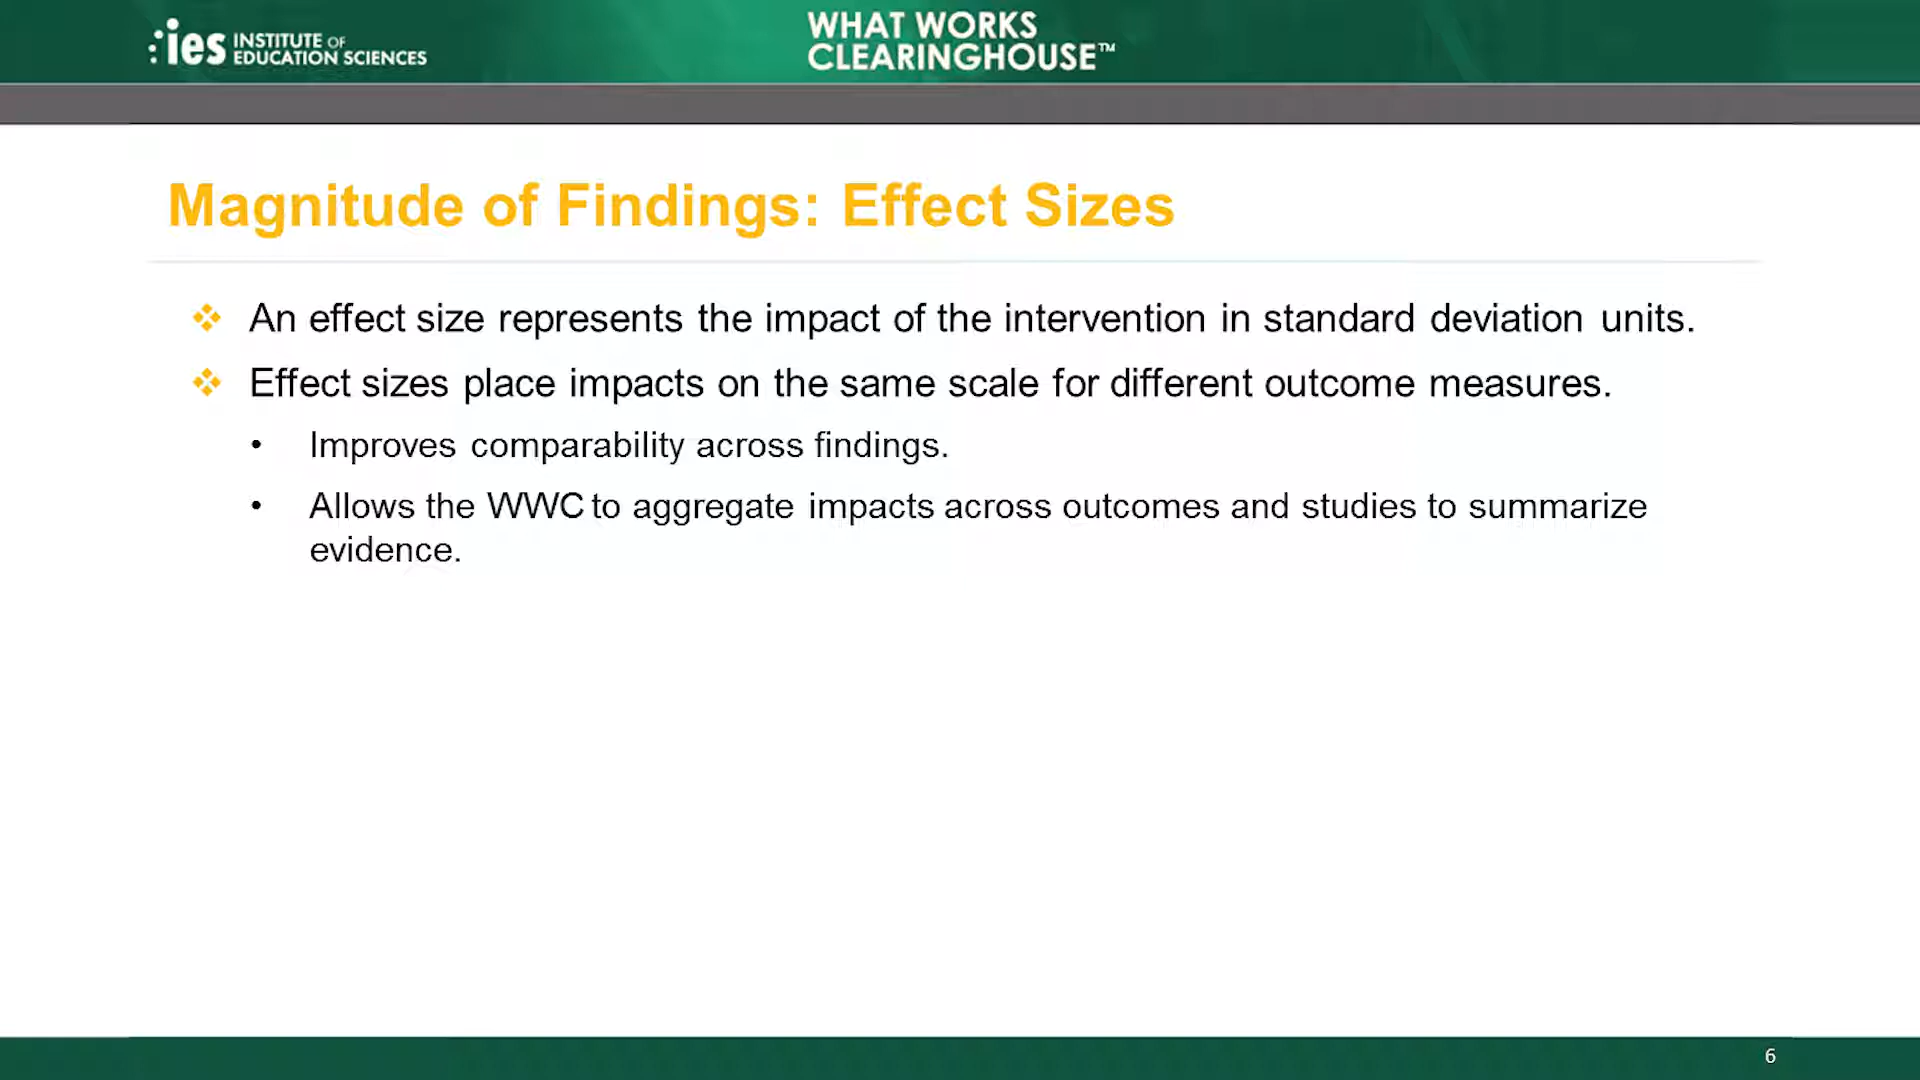 ies INSTITUTE OF
EDUCATION SCIENCES
WHAT WORKS
CLEARINGHOUSE™
Magnitude of Findings: Effect Sizes
❖ An effect size represents the impact of the intervention in standard deviation units.
❖ Effect sizes place impacts on the same scale for different outcome measures.
• Improves comparability across findings.
• Allows the WWC to aggregate impacts across outcomes and studies to summarize
evidence.
6